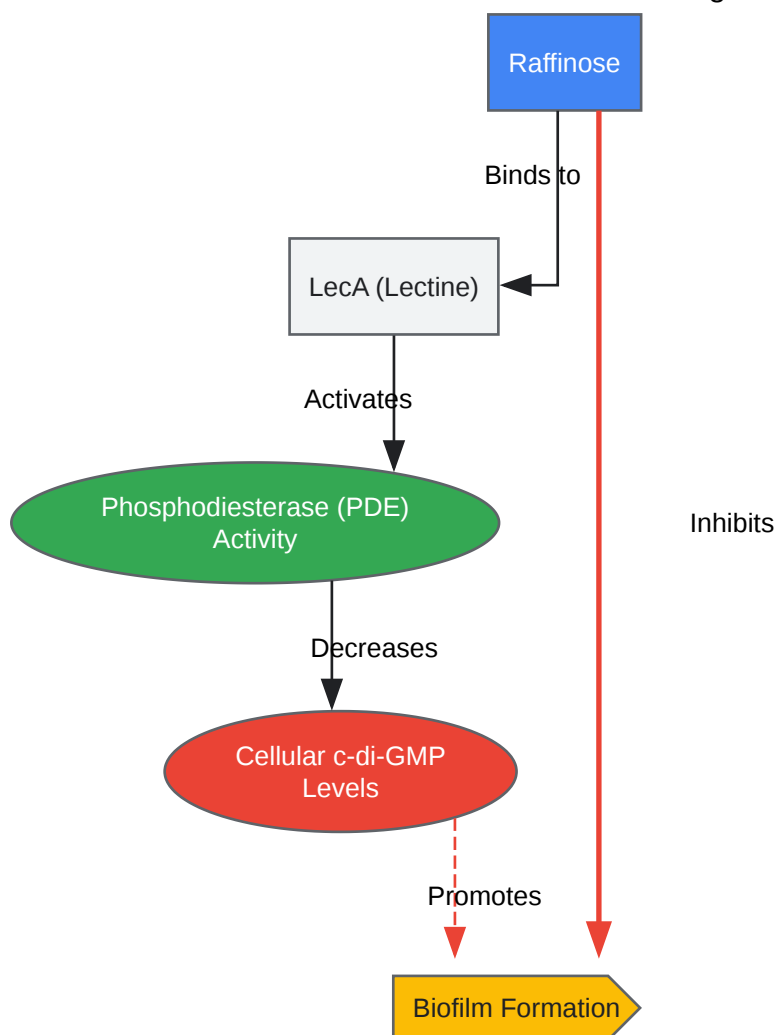 Raffinose
Binds to
LecA (Lectine)
Activates
Phosphodiesterase (PDE)
Activity
Inhibits
Decreases
Cellular c-di-GMP
Levels
Promotes
Biofilm Formation